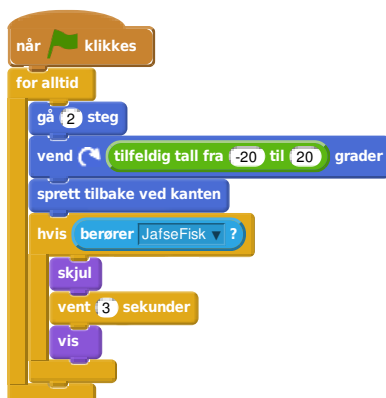 når klikkes
for alltid
gå 2 steg
vend tilfeldig tall fra -20 til 20 grader
sprett tilbake ved kanten
hvis berører JafseFisk ?
skjul
vent 3 sekunder
vis